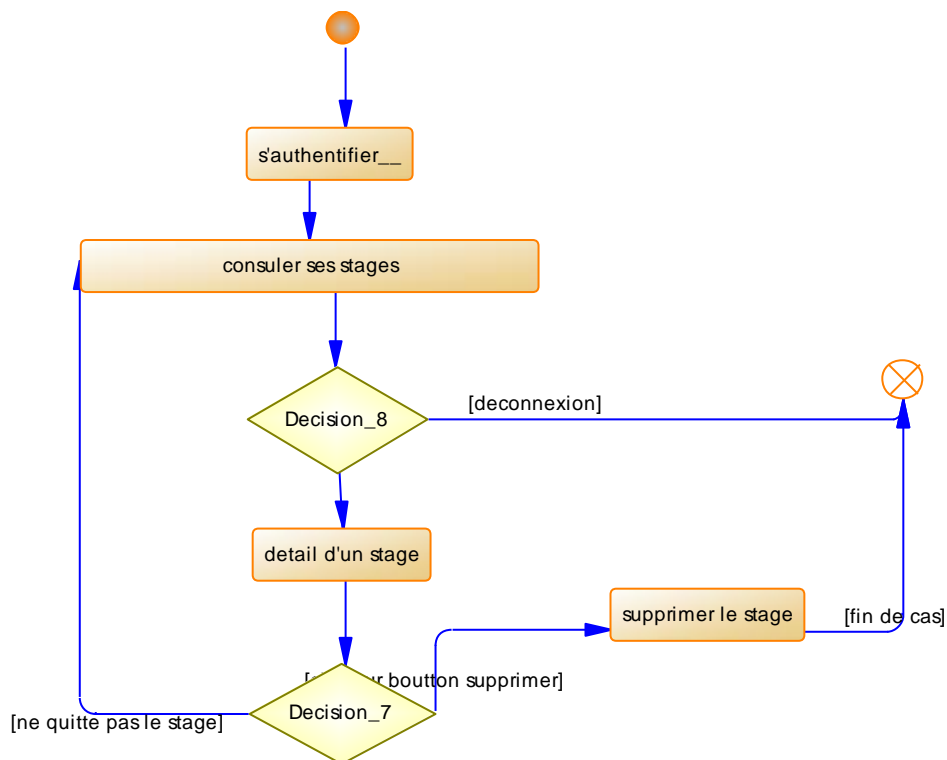 s'authentifier__
consuler ses stages
[deconnexion]
Decision_8
detail d'un stage
supprimer le stage
[fin de cas]
boutton supprimer]
Decision_7
[ne quitte pas le stage]